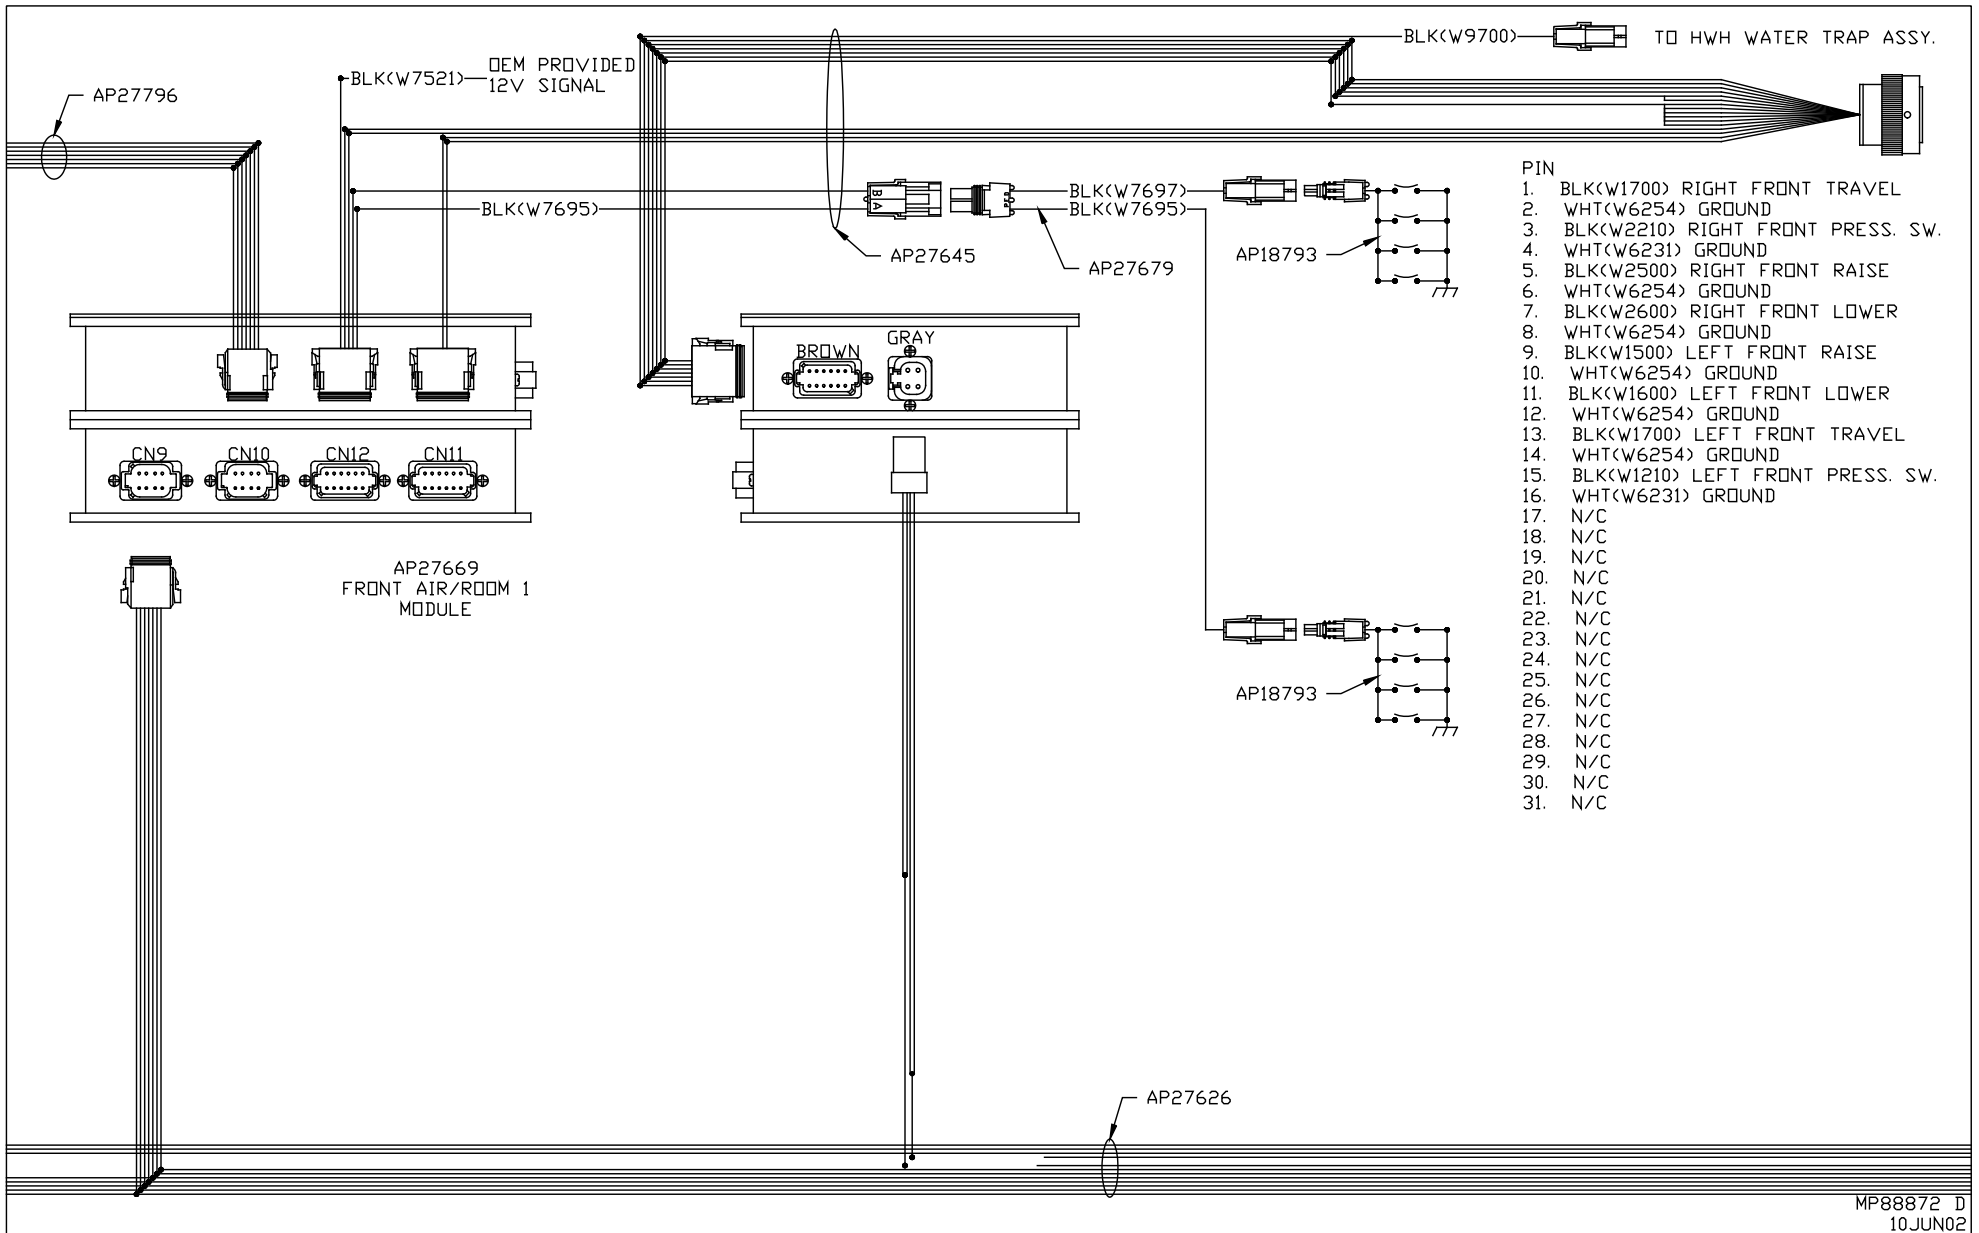 BLK(W9700)
TO HWH WATER TRAP ASSY.
OEM PROVIDED
BLK(W7521)
12V SIGNAL
AP27796
BLK(W7697)
BLK(W7695)
BLK(W7695)
B
A
AP27645
AP27679
AP18793
PIN
1. BLK(W1700) RIGHT FRONT TRAVEL
2. WHT(W6254) GROUND
3. BLK(W2210) RIGHT FRONT PRESS. SW.
4. WHT(W6231) GROUND
5. BLK(W2500) RIGHT FRONT RAISE
6. WHT(W6254) GROUND
7. BLK(W2600) RIGHT FRONT LOWER
8. WHT(W6254) GROUND
9. BLK(W1500) LEFT FRONT RAISE
10. WHT(W6254) GROUND
11. BLK(W1600) LEFT FRONT LOWER
12. WHT(W6254) GROUND
13. BLK(W1700) LEFT FRONT TRAVEL
14. WHT(W6254) GROUND
15. BLK(W1210) LEFT FRONT PRESS. SW.
16. WHT(W6231) GROUND
17. N/C
18. N/C
19. N/C
20. N/C
21. N/C
22. N/C
23. N/C
24. N/C
25. N/C
26. N/C
27. N/C
28. N/C
29. N/C
30. N/C
31. N/C
BROWN
GRAY
CN9
CN10
CN12
CN11
AP27669
FRONT AIR/ROOM 1
MODULE
AP18793
AP27626
MP88872 D
10JUN02